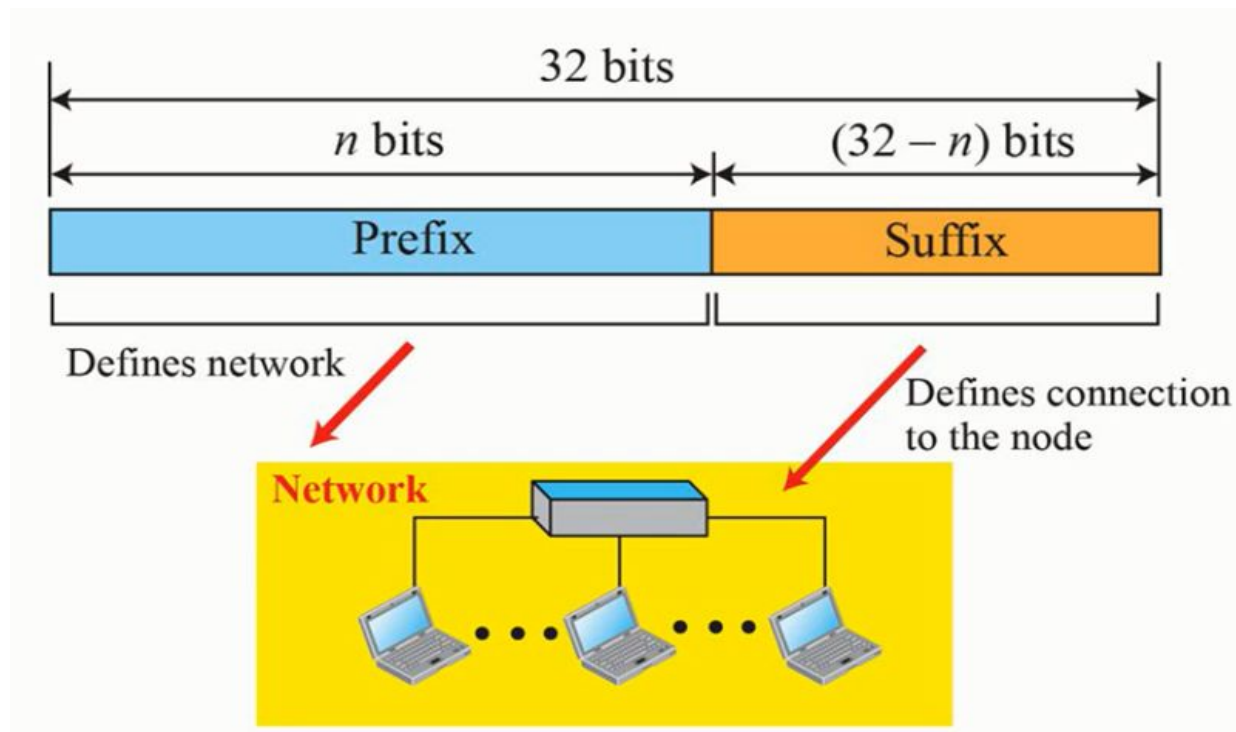 32 bits
n bits
(32 – n) bits
Prefix
Suffix
Defines network
Defines connection
to the node
Network